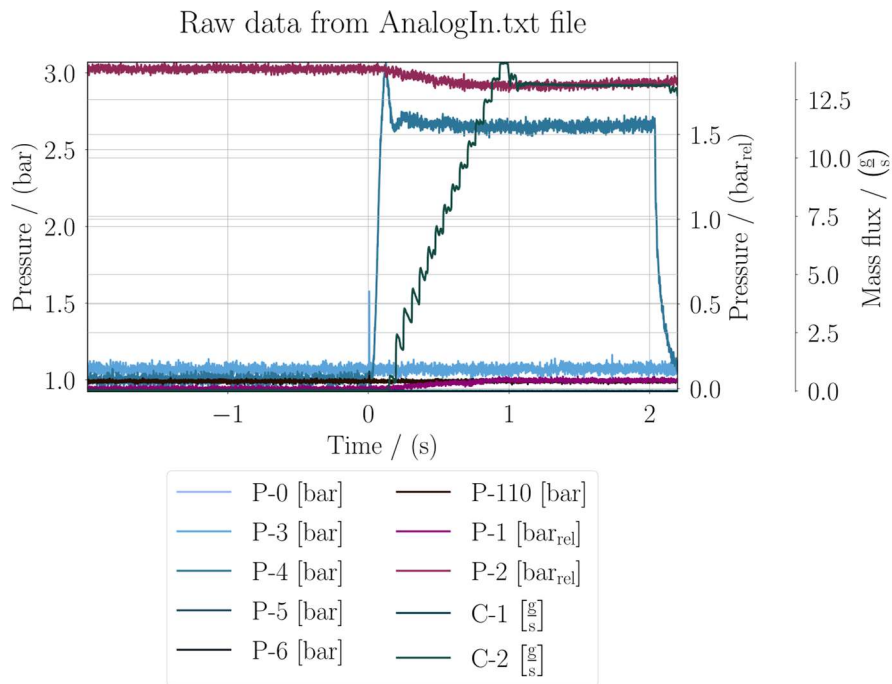 Raw data from AnalogIn.txt file
Pressure / (bar)
3.0
2.5
2.0
1.5
1.0
−1
0
1
2
Time / (s)
1.5
1.0
0.5
0.0
Pressure / (bar_rel)
12.5
10.0
7.5
5.0
2.5
0.0
Mass flux / (g/s)
P-0 [bar]
P-3 [bar]
P-4 [bar]
P-5 [bar]
P-6 [bar]
P-110 [bar]
P-1 [bar_rel]
P-2 [bar_rel]
C-1 [g/s]
C-2 [g/s]